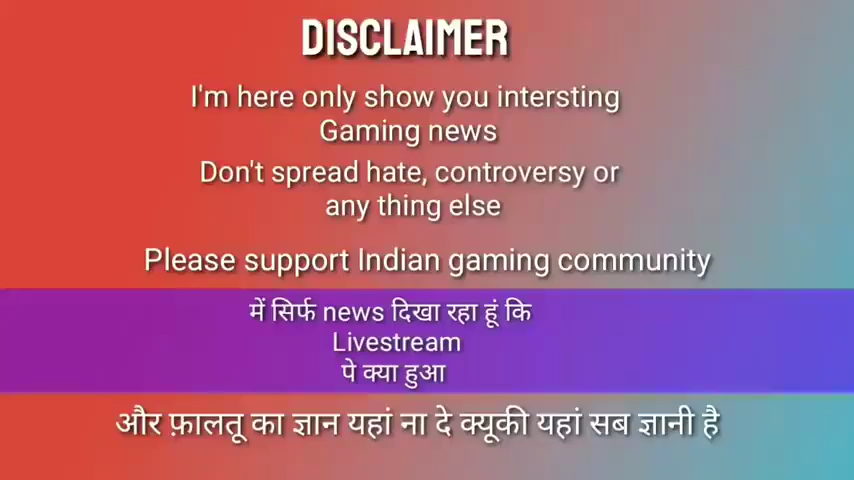 DISCLAIMER
I'm here only show you intersting
Gaming news
Don't spread hate, controversy or
any thing else
Please support Indian gaming community
में सिर्फ news दिखा रहा हूं कि
Livestream
पे क्या हुआ
और फ़ालतू का ज्ञान यहां ना दे क्यूकी यहां सब ज्ञानी है